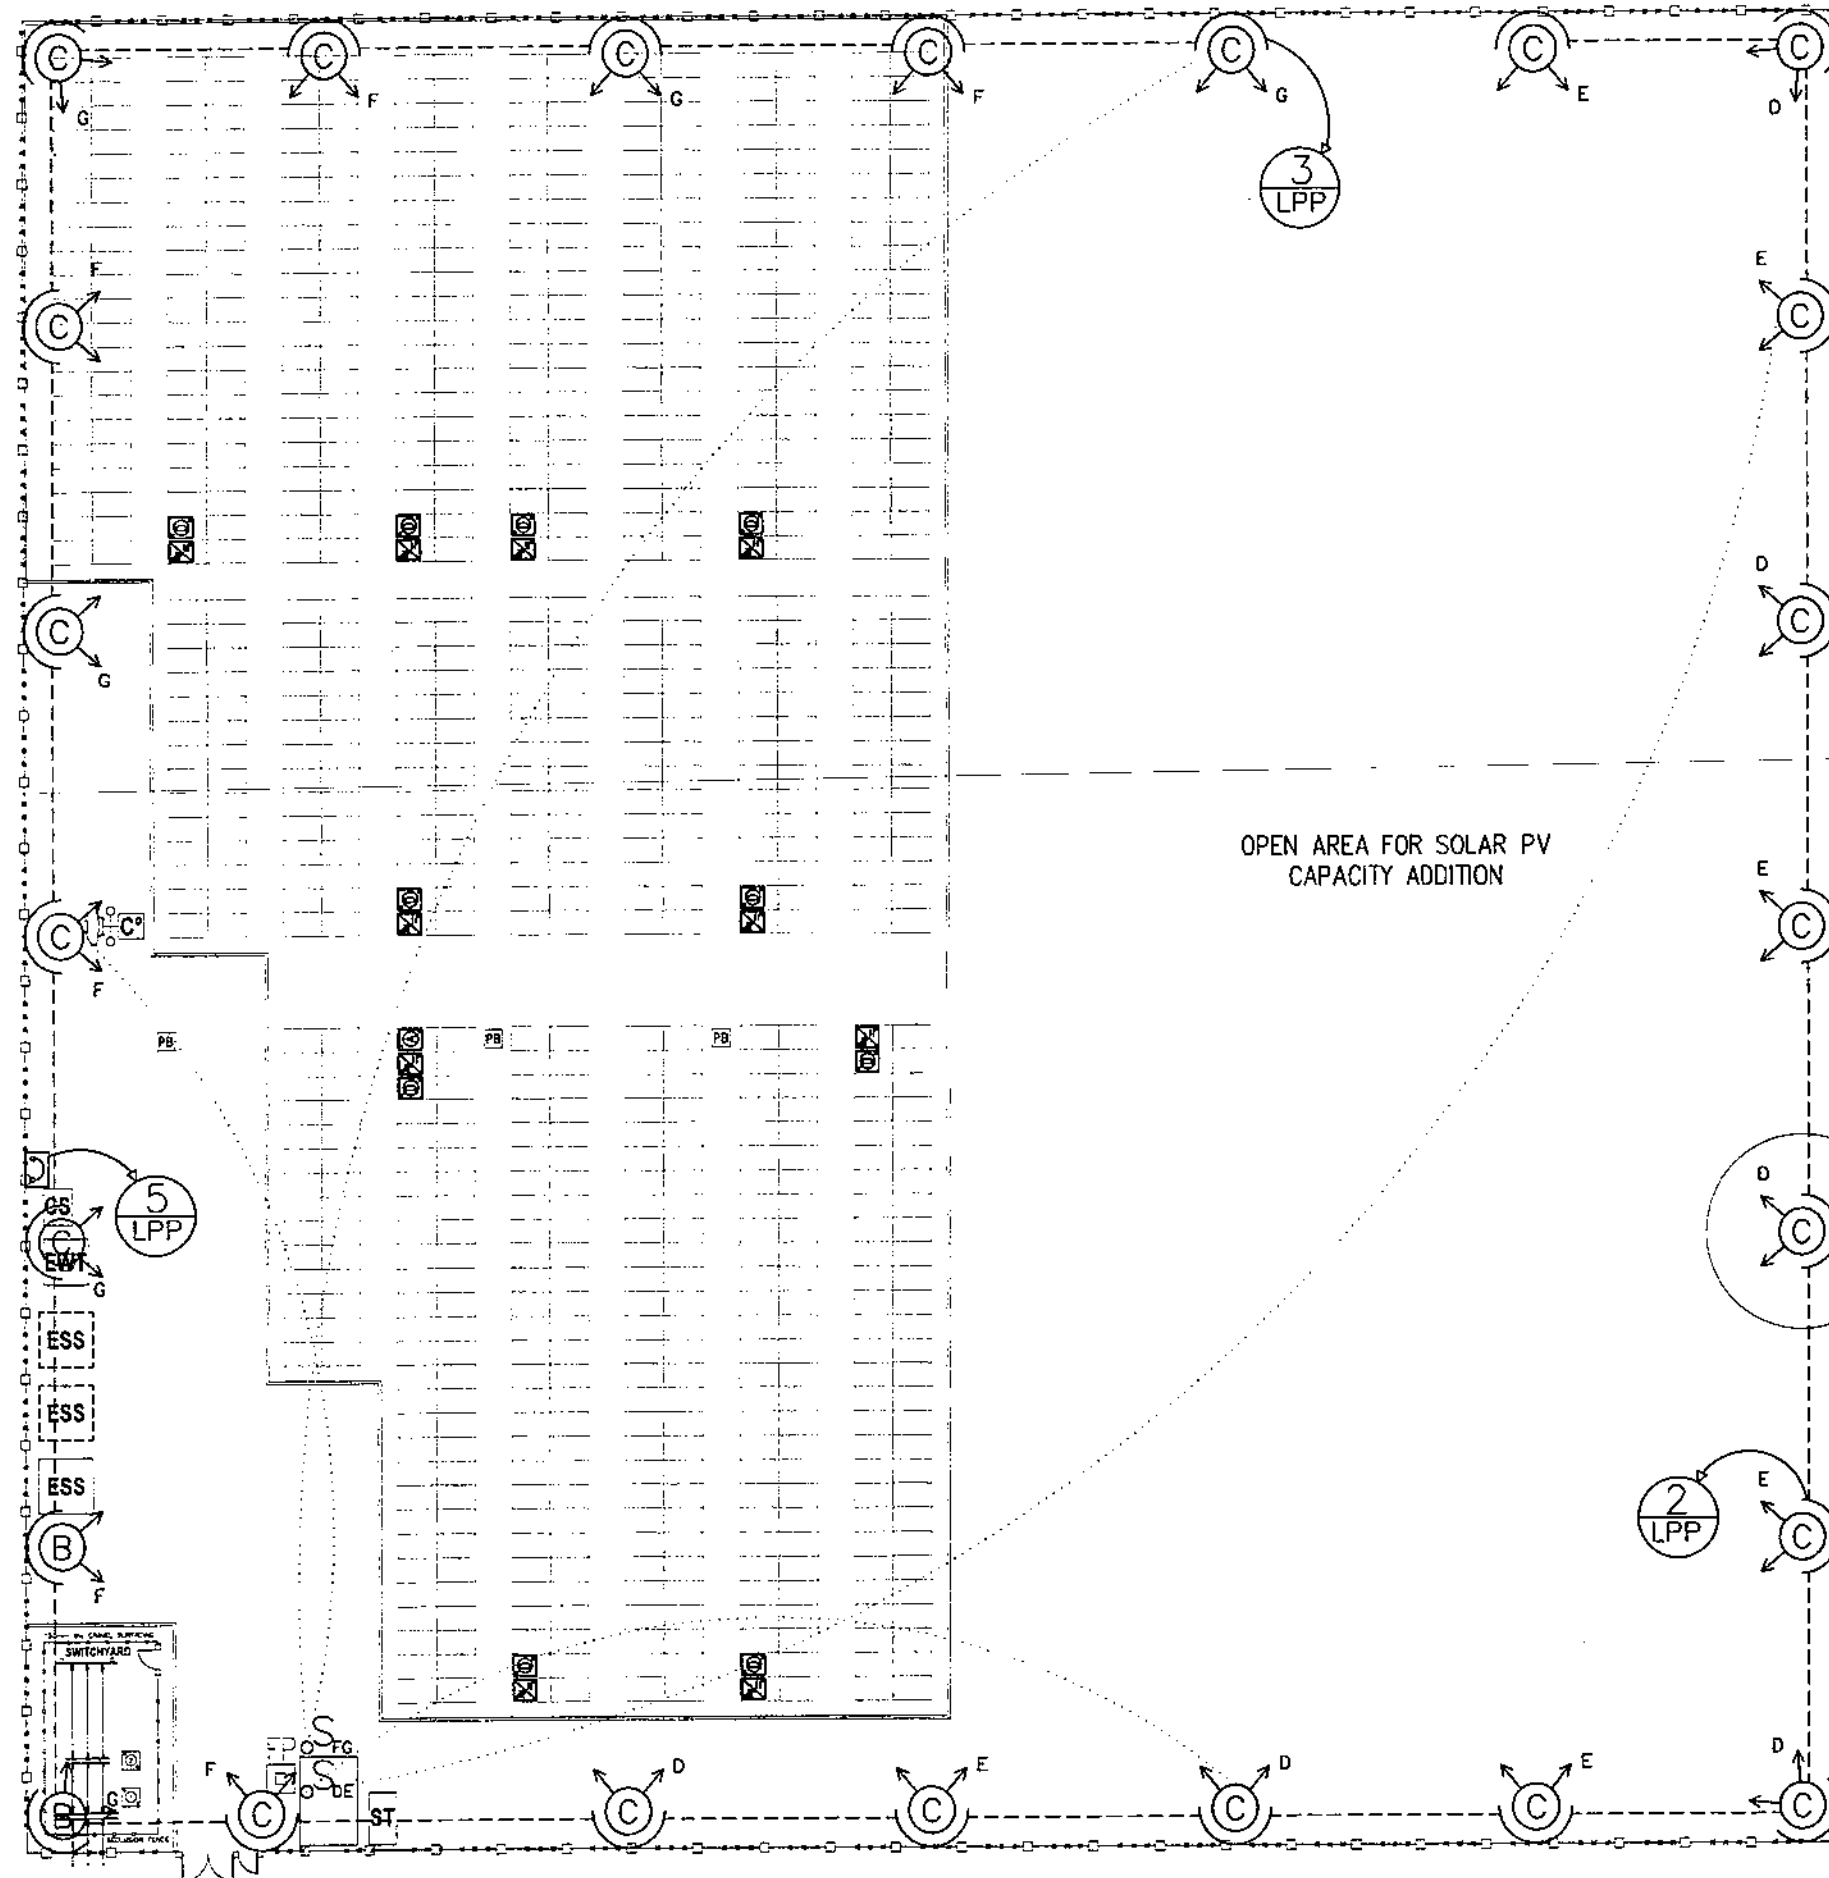 C C C C C C C
G F G F G E D
3
LPP
F E
C C
D
C C
G
OPEN AREA FOR SOLAR PV
CAPACITY ADDITION
E
C C° C
F
PB PB PB
5
LPP
CS
D
C C
EWT
G
ESS
ESS
ESS
2
LPP
E
B C
F
SWITCHYARD
S FG
S DE
F D E D E D
G
B C ST C C C C C